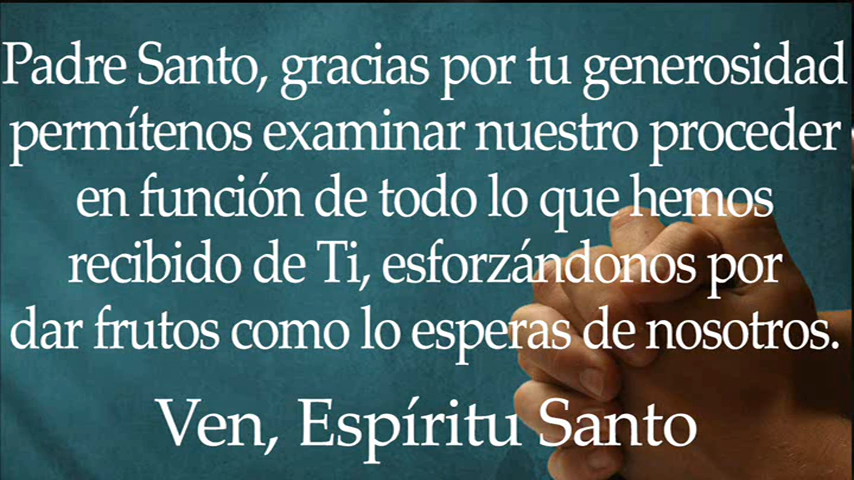 Padre Santo, gracias por tu generosidad
permítenos examinar nuestro proceder
en función de todo lo que hemos
recibido de Ti, esforzándonos por
dar frutos como lo esperas de nosotros.
Ven, Espíritu Santo